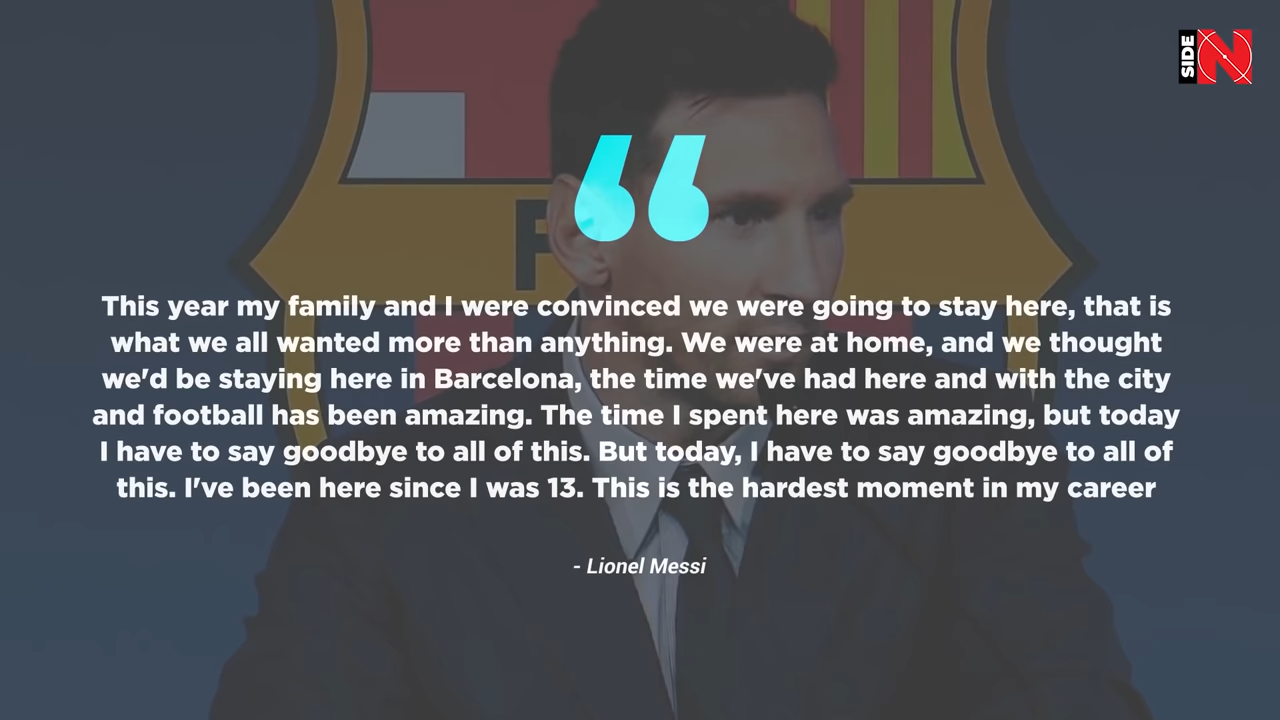 SIDE N
F
This year my family and I were convinced we were going to stay here, that is
what we all wanted more than anything. We were at home, and we thought
we'd be staying here in Barcelona, the time we've had here and with the city
and football has been amazing. The time I spent here was amazing, but today
I have to say goodbye to all of this. But today, I have to say goodbye to all of
this. I've been here since I was 13. This is the hardest moment in my career
- Lionel Messi